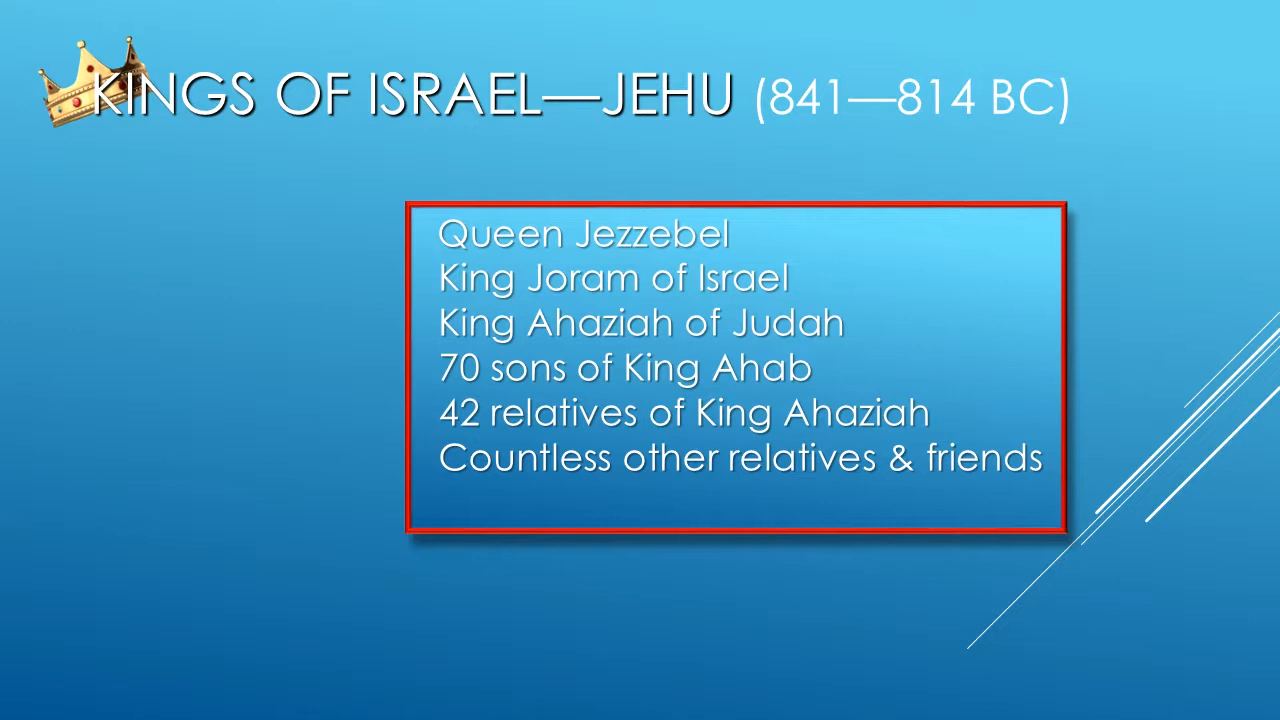 KINGS OF ISRAEL—JEHU (841—814 BC)
Queen Jezzebel
King Joram of Israel
King Ahaziah of Judah
70 sons of King Ahab
42 relatives of King Ahaziah
Countless other relatives & friends